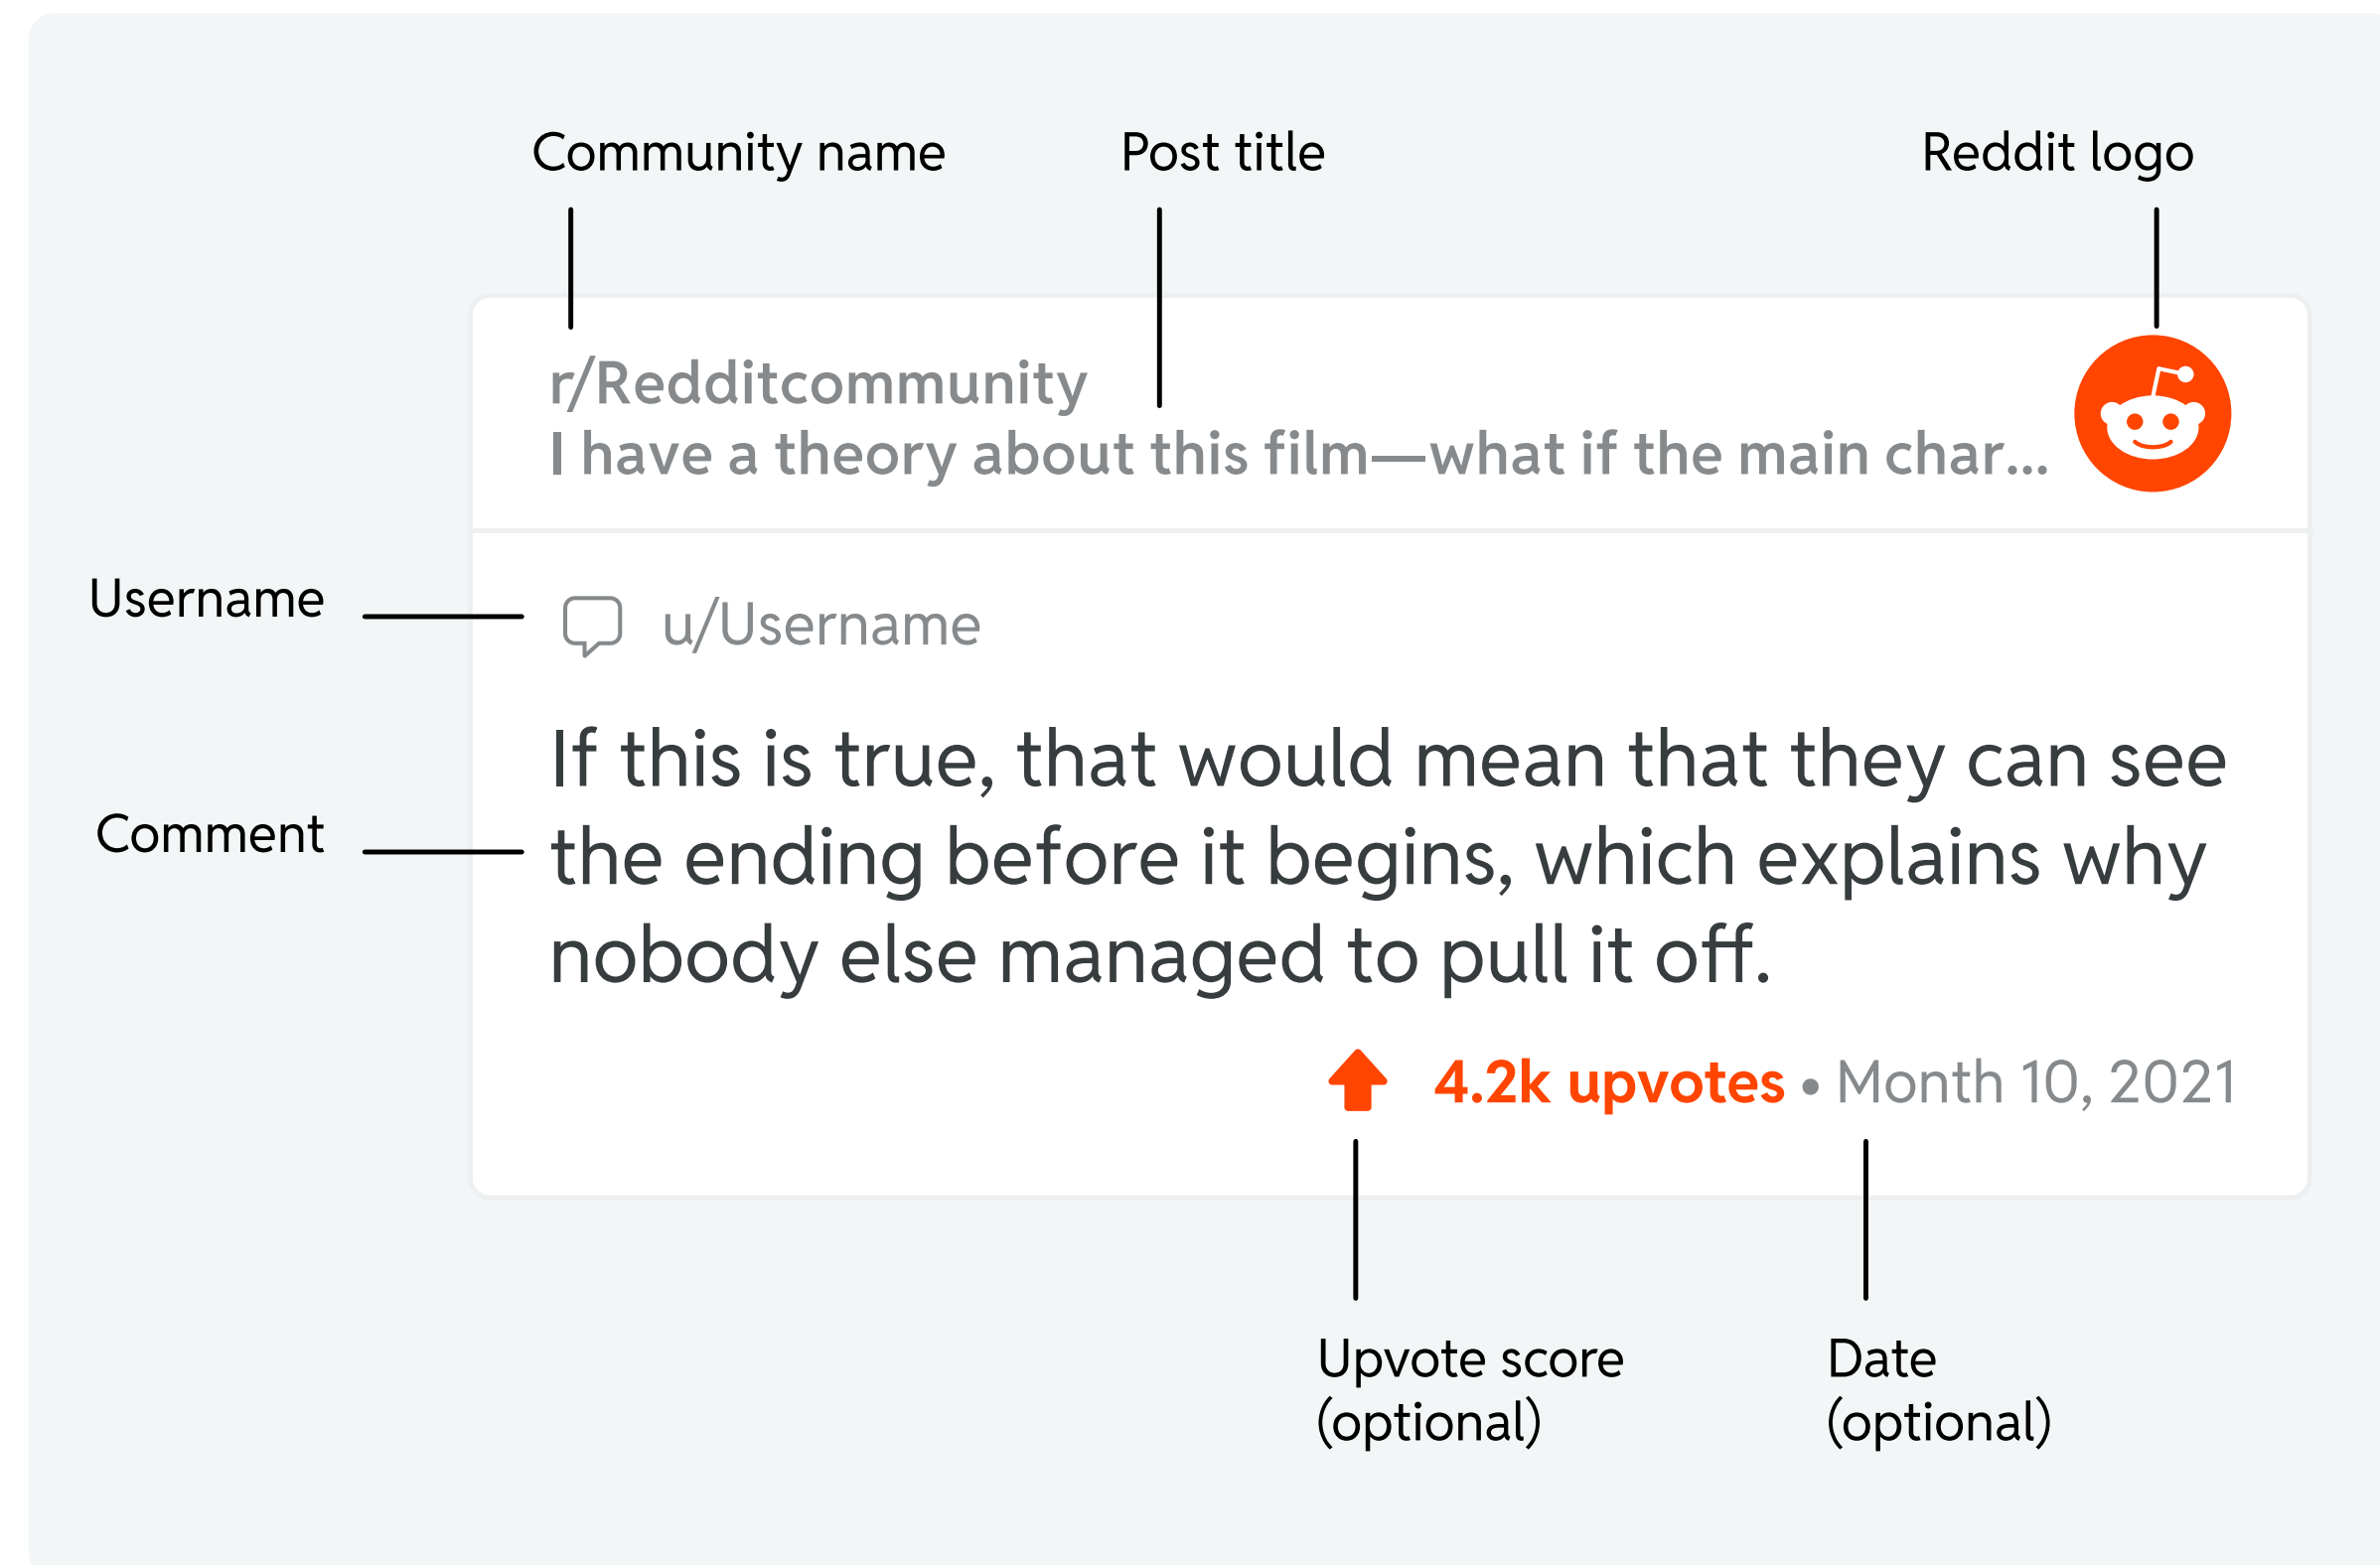 Community name
Post title
Reddit logo
r/Redditcommunity
I have a theory about this film—what if the main char...
Username
u/Username
Comment
If this is true, that would mean that they can see
the ending before it begins, which explains why
nobody else managed to pull it off.
4.2k upvotes • Month 10, 2021
Upvote score
(optional)
Date
(optional)